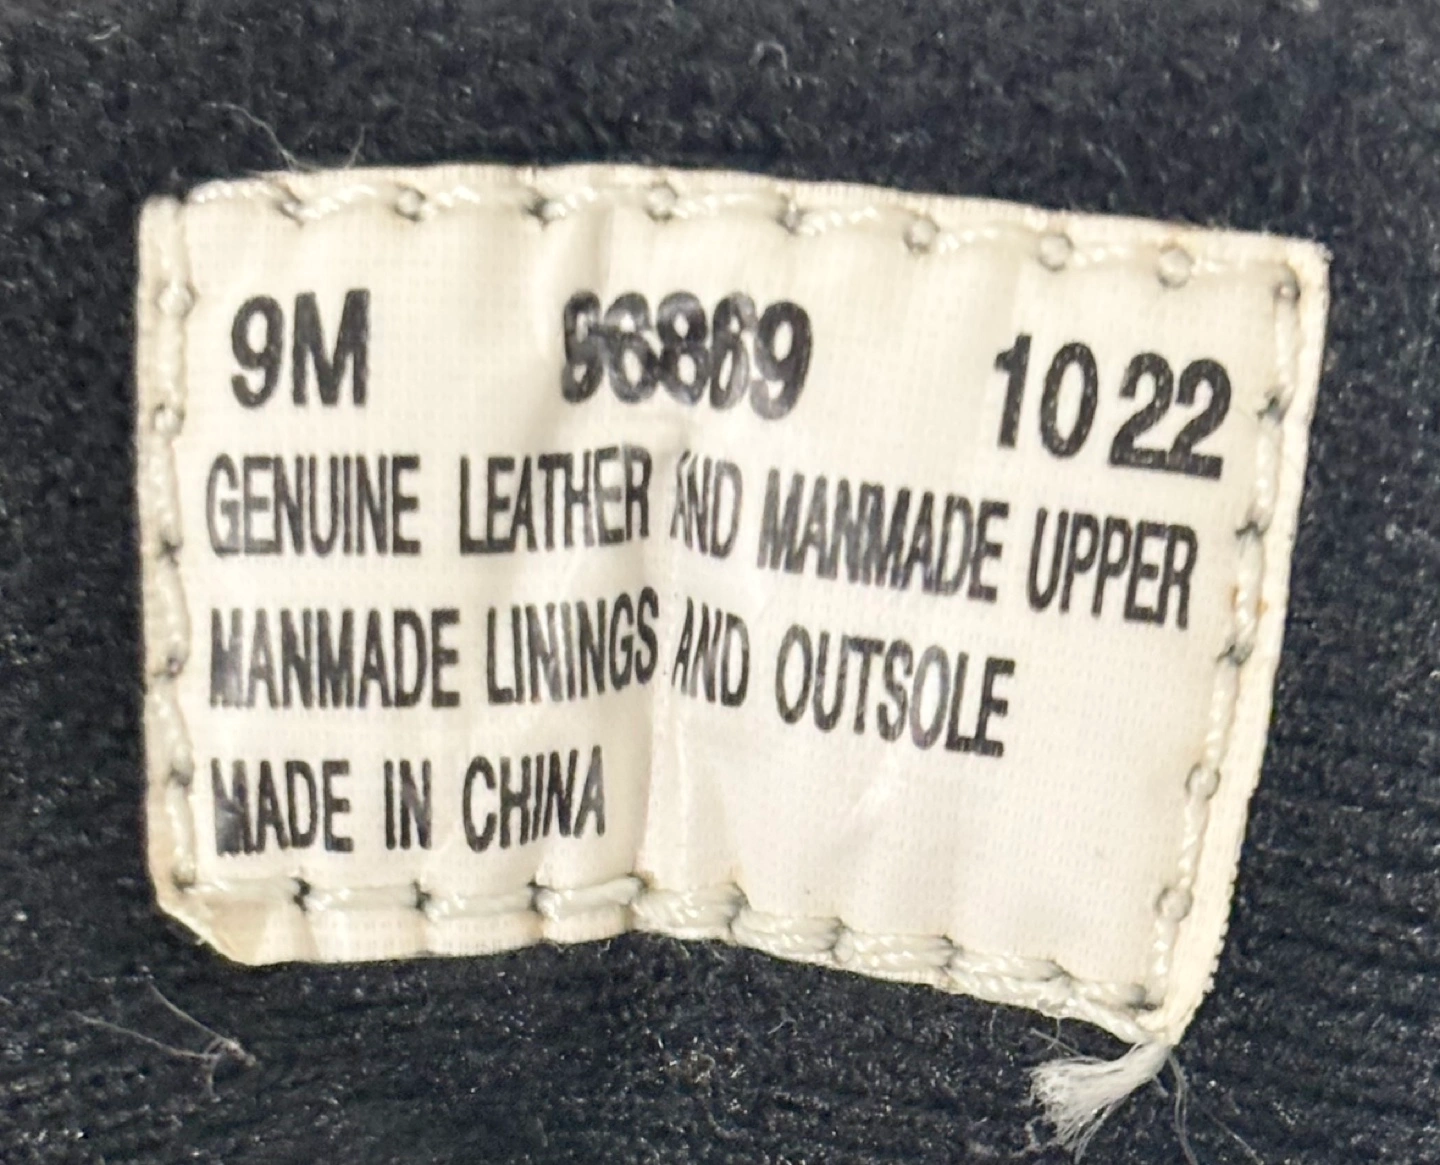 9M 1022
GENUINE LEATHER AND MANMADE UPPER
MANMADE LININGS AND OUTSOLE
MADE IN CHINA